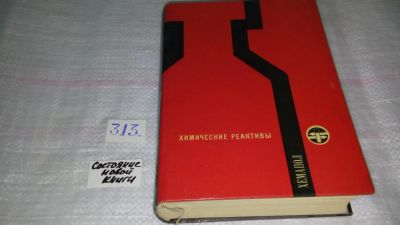 313.
Состояние
новой
книги
ХИМИЧЕСКИЕ РЕАКТИВЫ
ХЕМАПОЛ